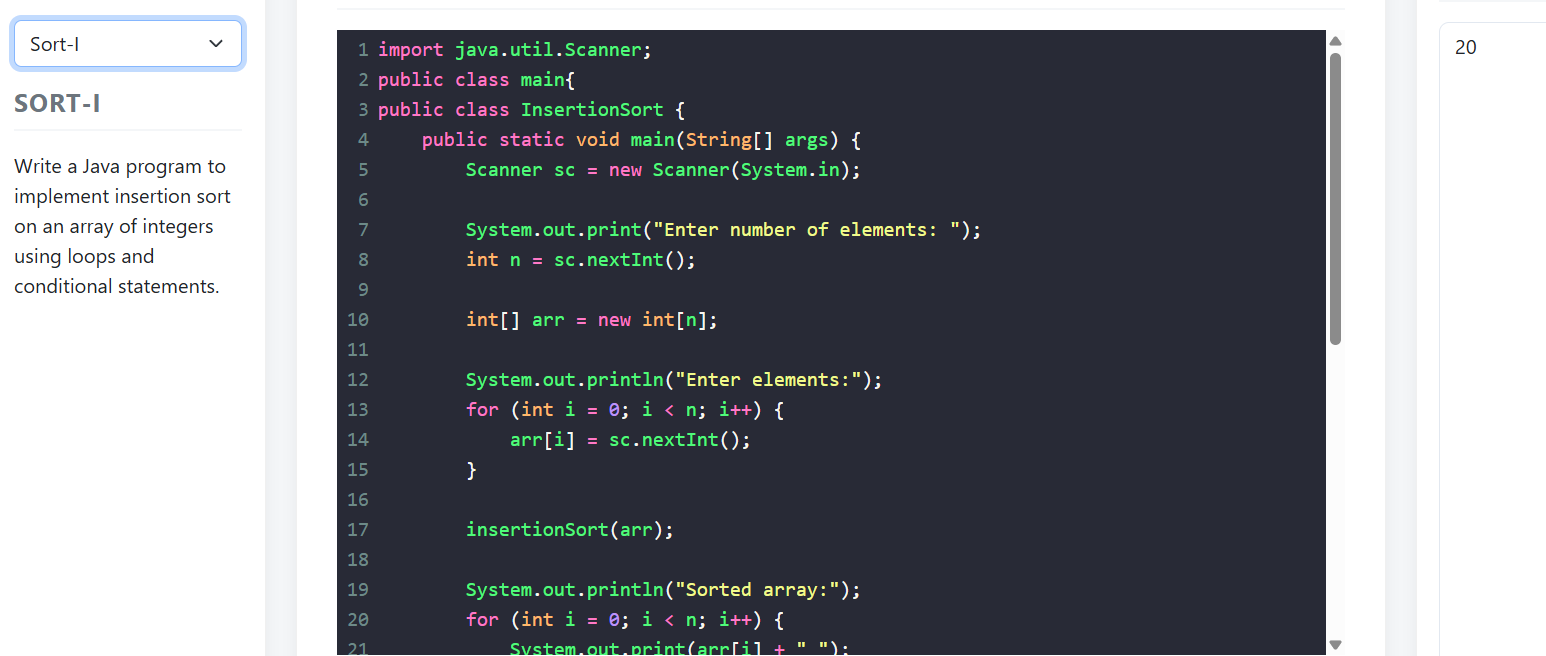 Sort-I
SORT-I
Write a Java program to
implement insertion sort
on an array of integers
using loops and
conditional statements.
1 import java.util.Scanner;
2 public class main{
3 public class InsertionSort {
4     public static void main(String[] args) {
5         Scanner sc = new Scanner(System.in);
6
7         System.out.print("Enter number of elements: ");
8         int n = sc.nextInt();
9
10         int[] arr = new int[n];
11
12         System.out.println("Enter elements:");
13         for (int i = 0; i < n; i++) {
14             arr[i] = sc.nextInt();
15         }
16
17         insertionSort(arr);
18
19         System.out.println("Sorted array:");
20         for (int i = 0; i < n; i++) {
21             System.out.print(arr[i] + " ");
20